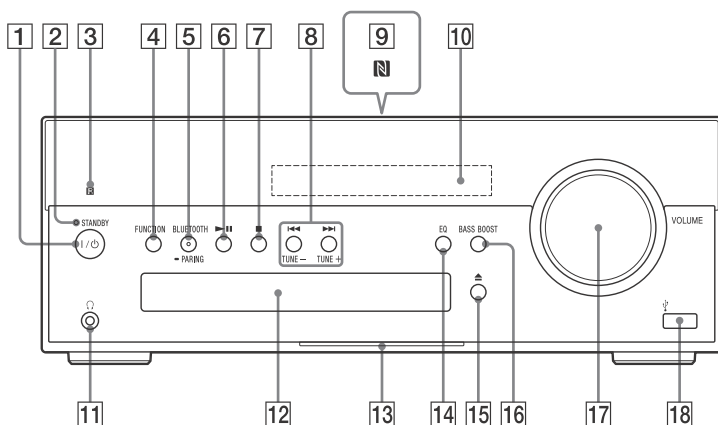 1 2 3 4 5 6 7 8 9 10
STANDBY
I / ⏻
FUNCTION BLUETOOTH
PARING
TUNE – TUNE +
EQ BASS BOOST
VOLUME
11 12 13 14 15 16 17 18